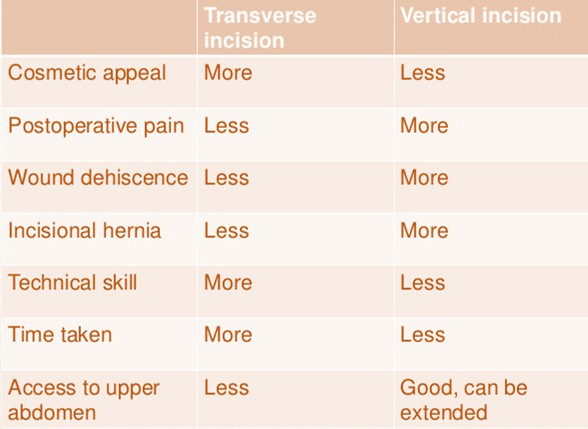 Transverse incision Vertical incision
Cosmetic appeal More Less
Postoperative pain Less More
Wound dehiscence Less More
Incisional hernia Less More
Technical skill More Less
Time taken More Less
Access to upper abdomen Less Good, can be extended